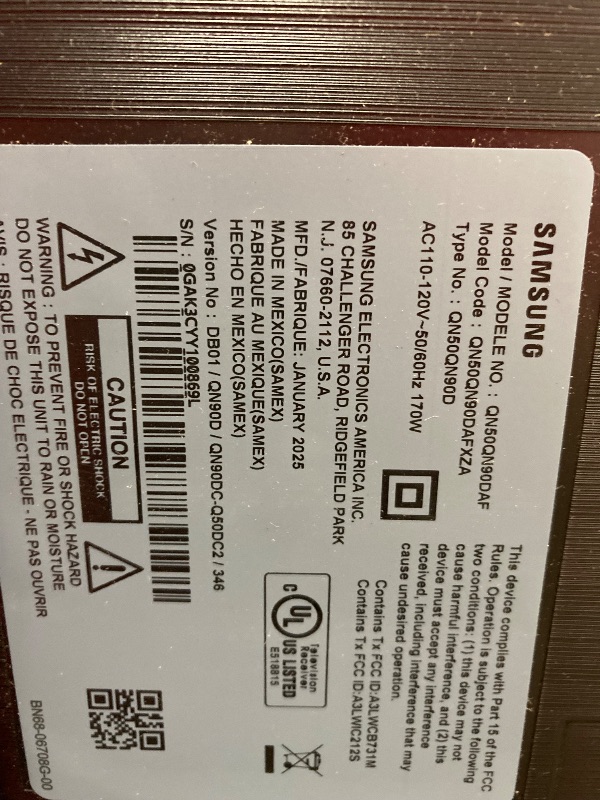 SAMSUNG
Model / MODELE NO. : QN50QN90DAF
Model Code : QN50QN90DAFXZA
Type No. : QN50QN90D
AC110-120V~50/60Hz 170W
SAMSUNG ELECTRONICS AMERICA INC.
85 CHALLENGER ROAD, RIDGEFIELD PARK
N.J. 07660-2112, U.S.A.
MFD./FABRIQUE: JANUARY 2025
MADE IN MEXICO(SAMEX)
FABRIQUE AU MEXIQUE(SAMEX)
HECHO EN MEXICO(SAMEX)
Version No : DB01 / QN90D / QN90DC-Q50DC2 / 346
S/N : 0GAK3CYY100869L
CAUTION
RISK OF ELECTRIC SHOCK
DO NOT OPEN
WARNING : TO PREVENT FIRE OR SHOCK HAZARD
DO NOT EXPOSE THIS UNIT TO RAIN OR MOISTURE
AVIS : RISQUE DE CHOC ELECTRIQUE - NE PAS OUVRIR
This device complies with Part 15 of the FCC
Rules. Operation is subject to the following
two conditions: (1) this device may not
cause harmful interference, and (2) this
device must accept any interference
received, including interference that may
cause undesired operation.
Contains Tx FCC ID:A3LWCB731M
Contains Tx FCC ID:A3LWIC212S
C UL US LISTED
Television
Receiver
E518815
BN68-06708G-00